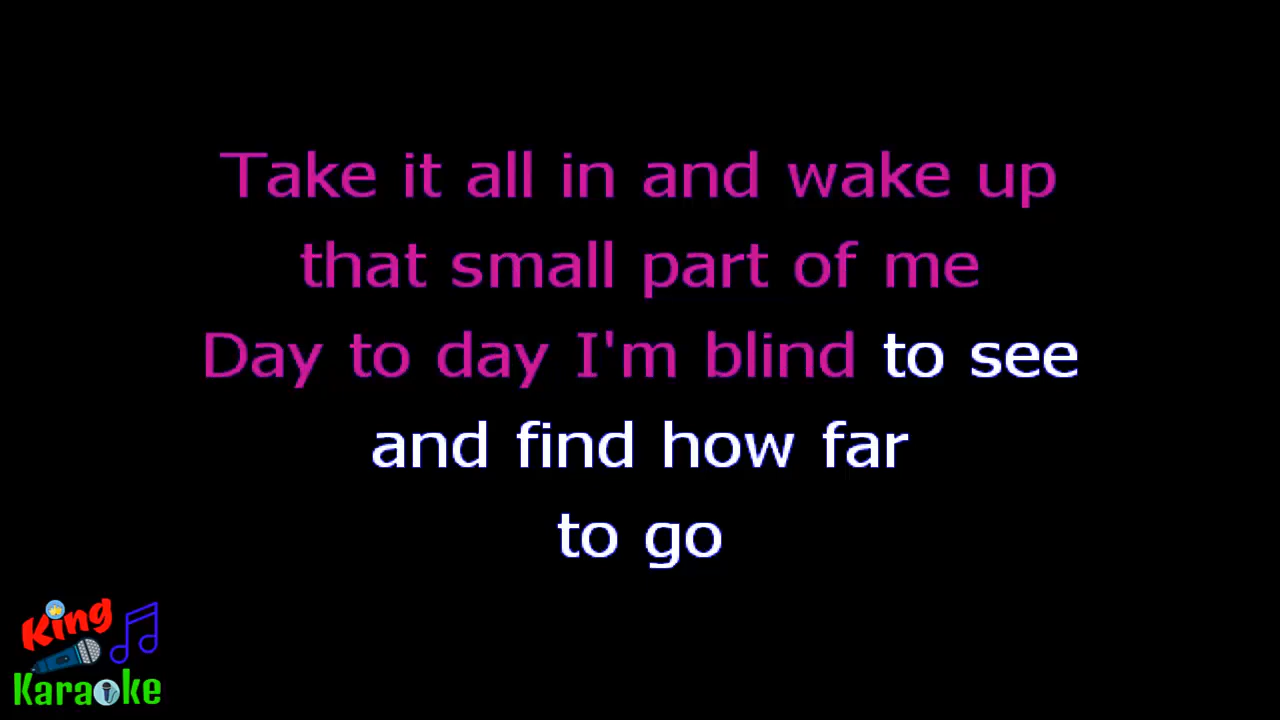 Take it all in and wake up
that small part of me
Day to day I'm blind to see
and find how far
to go
King
Karaoke